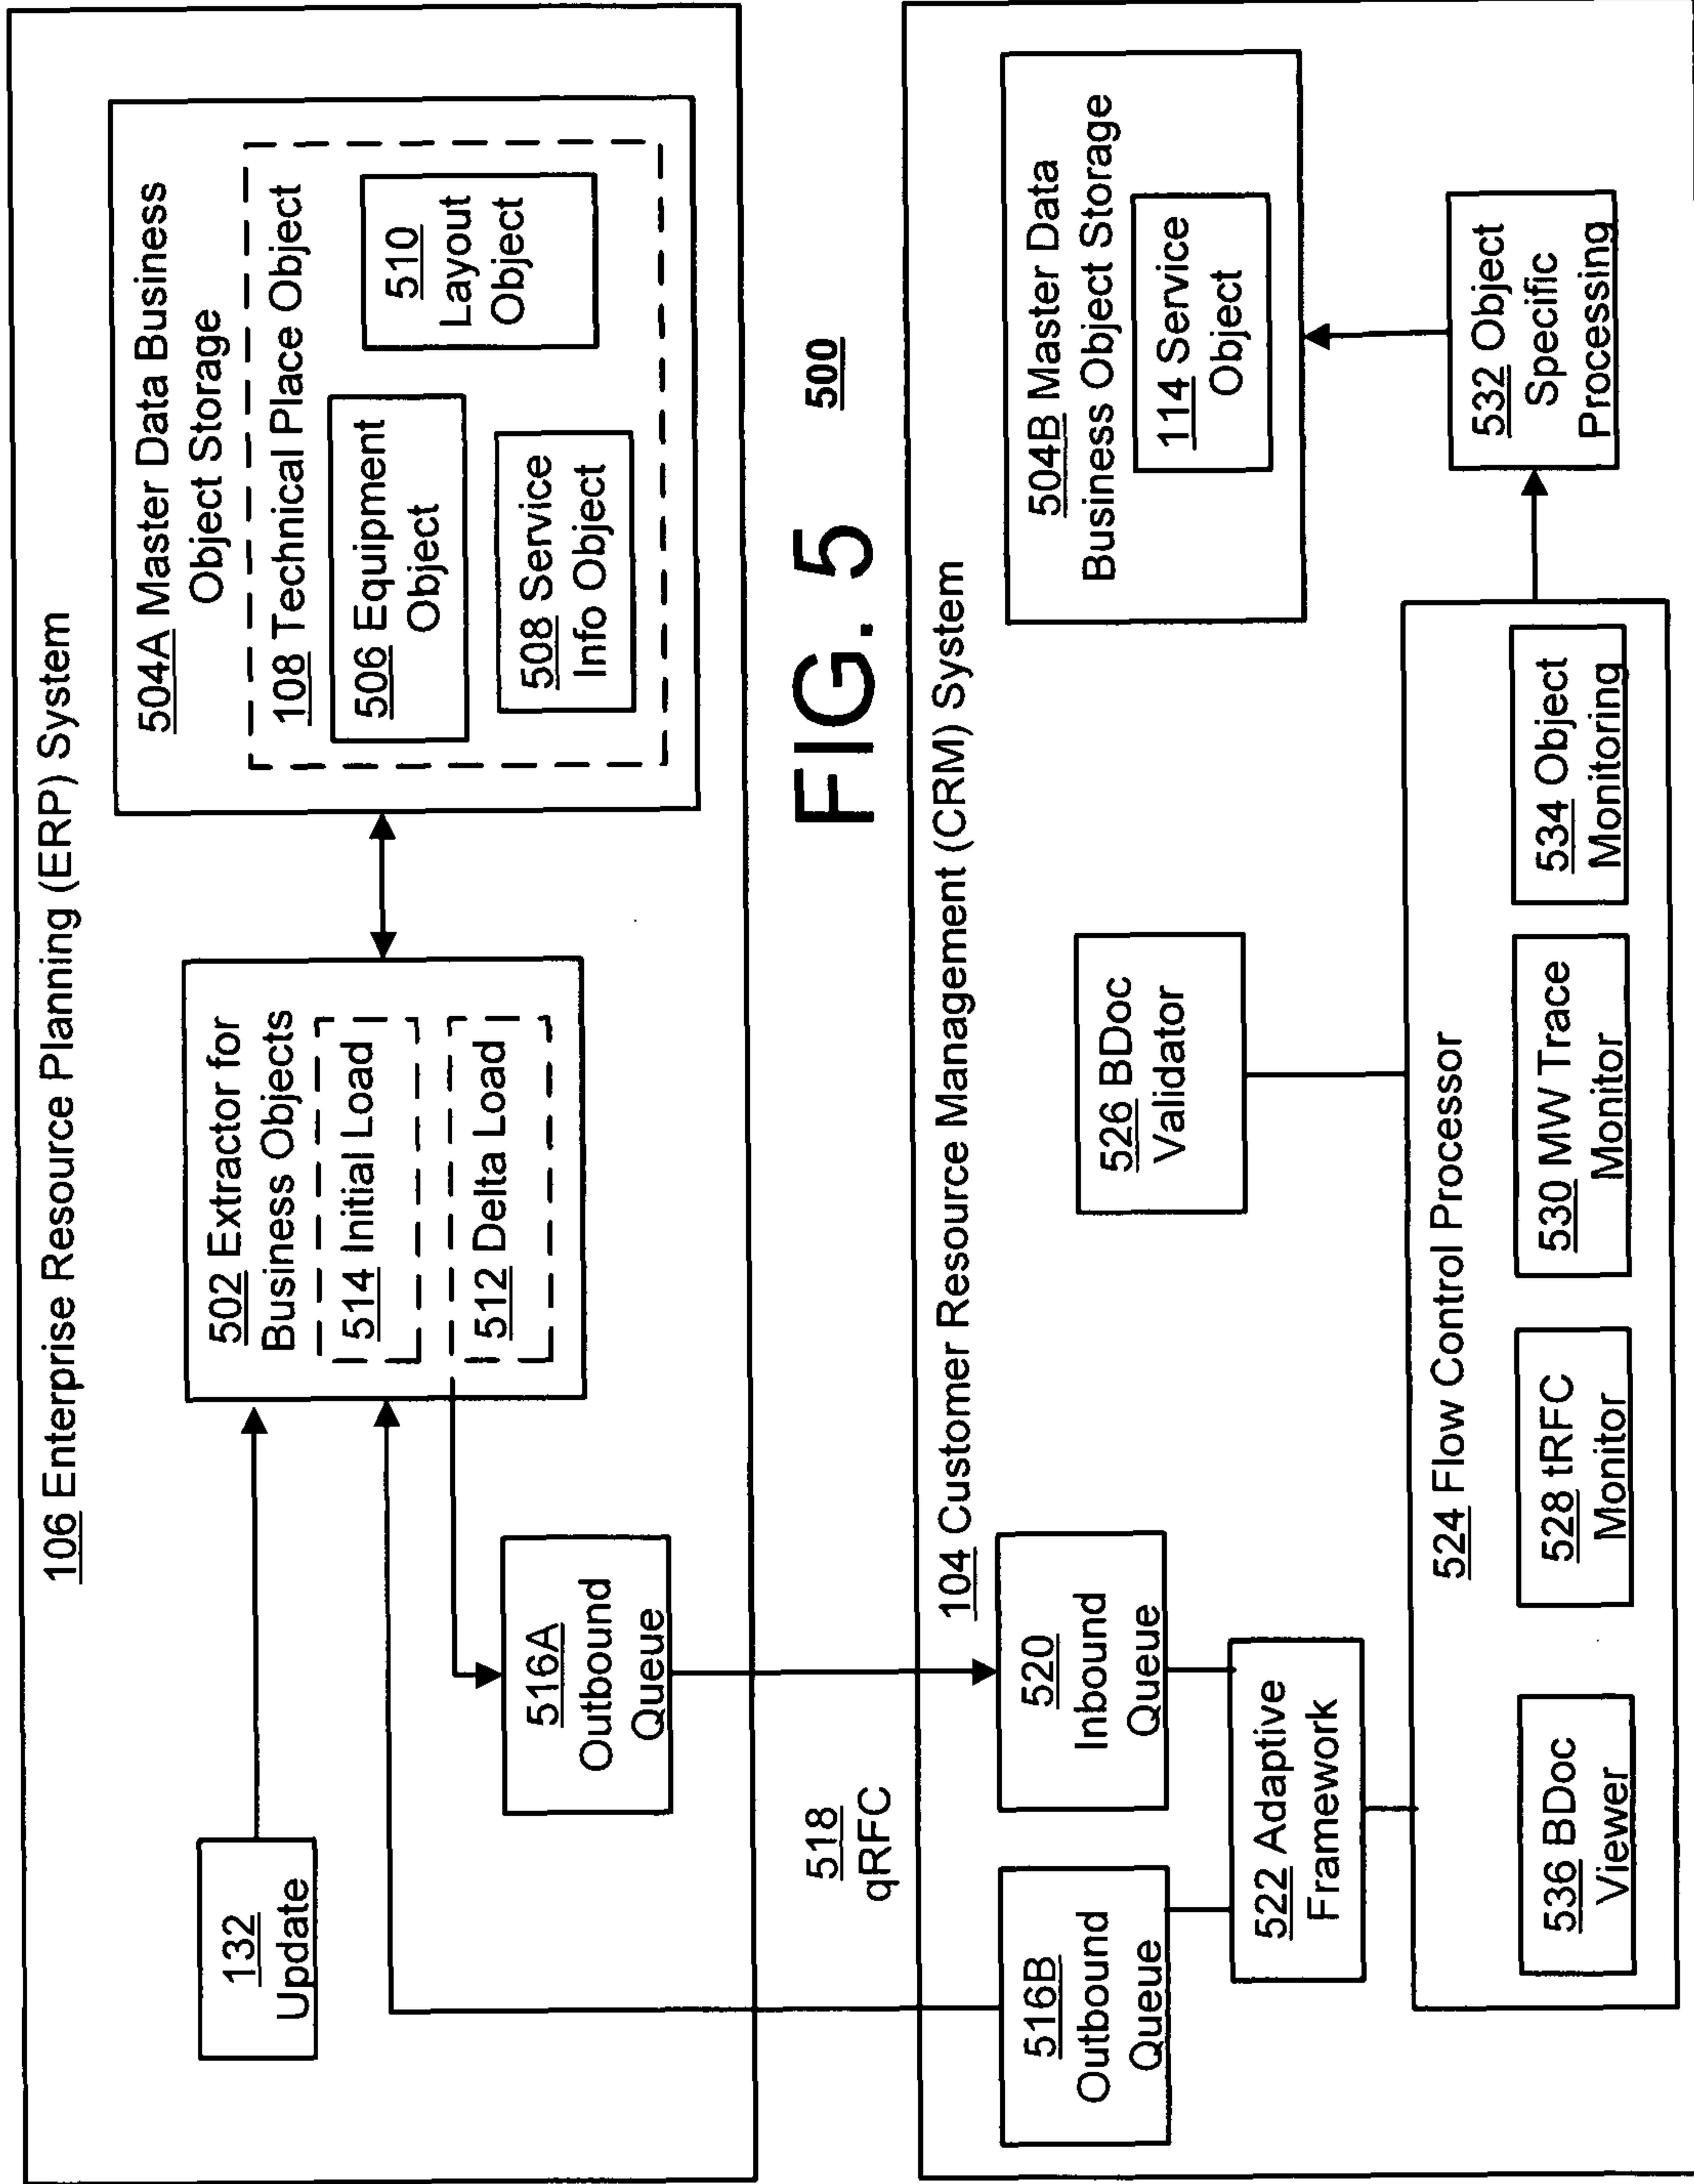 106 Enterprise Resource Planning (ERP) System
132
Update
502 Extractor for
Business Objects
514 Initial Load
512 Delta Load
504A Master Data Business
Object Storage
108 Technical Place Object
506 Equipment
Object
510
Layout
Object
508 Service
Info Object
516A
Outbound
Queue
518
qRFC
FIG. 5
500
104 Customer Resource Management (CRM) System
516B
Outbound
Queue
520
Inbound
Queue
522 Adaptive
Framework
526 BDoc
Validator
504B Master Data
Business Object Storage
114 Service
Object
524 Flow Control Processor
536 BDoc
Viewer
528 tRFC
Monitor
530 MW Trace
Monitor
534 Object
Monitoring
532 Object
Specific
Processing